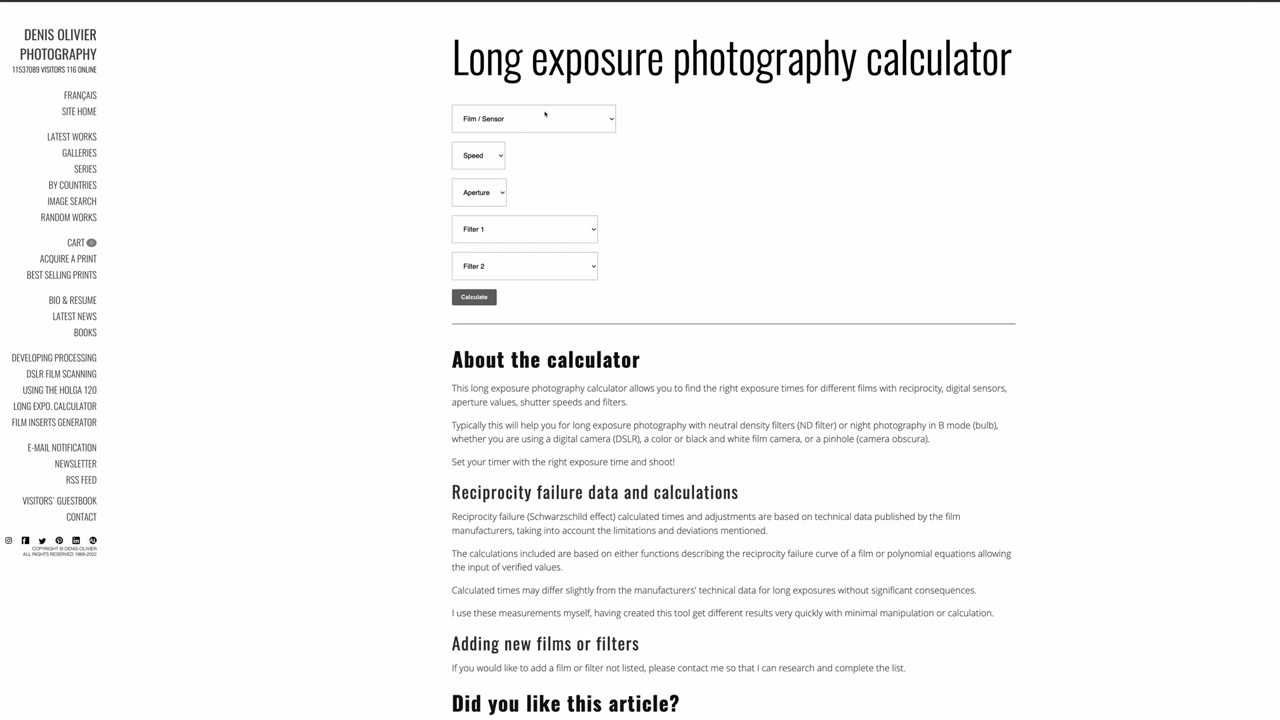 DENIS OLIVIER
PHOTOGRAPHY
11537089 VISITORS 116 ONLINE
FRANÇAIS
SITE HOME
LATEST WORKS
GALLERIES
SERIES
BY COUNTRIES
IMAGE SEARCH
RANDOM WORKS
CART 0
ACQUIRE A PRINT
BEST SELLING PRINTS
BIO & RESUME
LATEST NEWS
BOOKS
DEVELOPING PROCESSING
DSLR FILM SCANNING
USING THE HOLGA 120
LONG EXPO. CALCULATOR
FILM INSERTS GENERATOR
E-MAIL NOTIFICATION
NEWSLETTER
RSS FEED
VISITORS' GUESTBOOK
CONTACT
COPYRIGHT © DENIS OLIVIER
ALL RIGHTS RESERVED 1989-2022
Long exposure photography calculator
Film / Sensor
Speed
Aperture
Filter 1
Filter 2
Calculate
About the calculator
This long exposure photography calculator allows you to find the right exposure times for different films with reciprocity, digital sensors,
aperture values, shutter speeds and filters.
Typically this will help you for long exposure photography with neutral density filters (ND filter) or night photography in B mode (bulb),
whether you are using a digital camera (DSLR), a color or black and white film camera, or a pinhole (camera obscura).
Set your timer with the right exposure time and shoot!
Reciprocity failure data and calculations
Reciprocity failure (Schwarzschild effect) calculated times and adjustments are based on technical data published by the film
manufacturers, taking into account the limitations and deviations mentioned.
The calculations included are based on either functions describing the reciprocity failure curve of a film or polynomial equations allowing
the input of verified values.
Calculated times may differ slightly from the manufacturers' technical data for long exposures without significant consequences.
I use these measurements myself, having created this tool get different results very quickly with minimal manipulation or calculation.
Adding new films or filters
If you would like to add a film or filter not listed, please contact me so that I can research and complete the list.
Did you like this article?